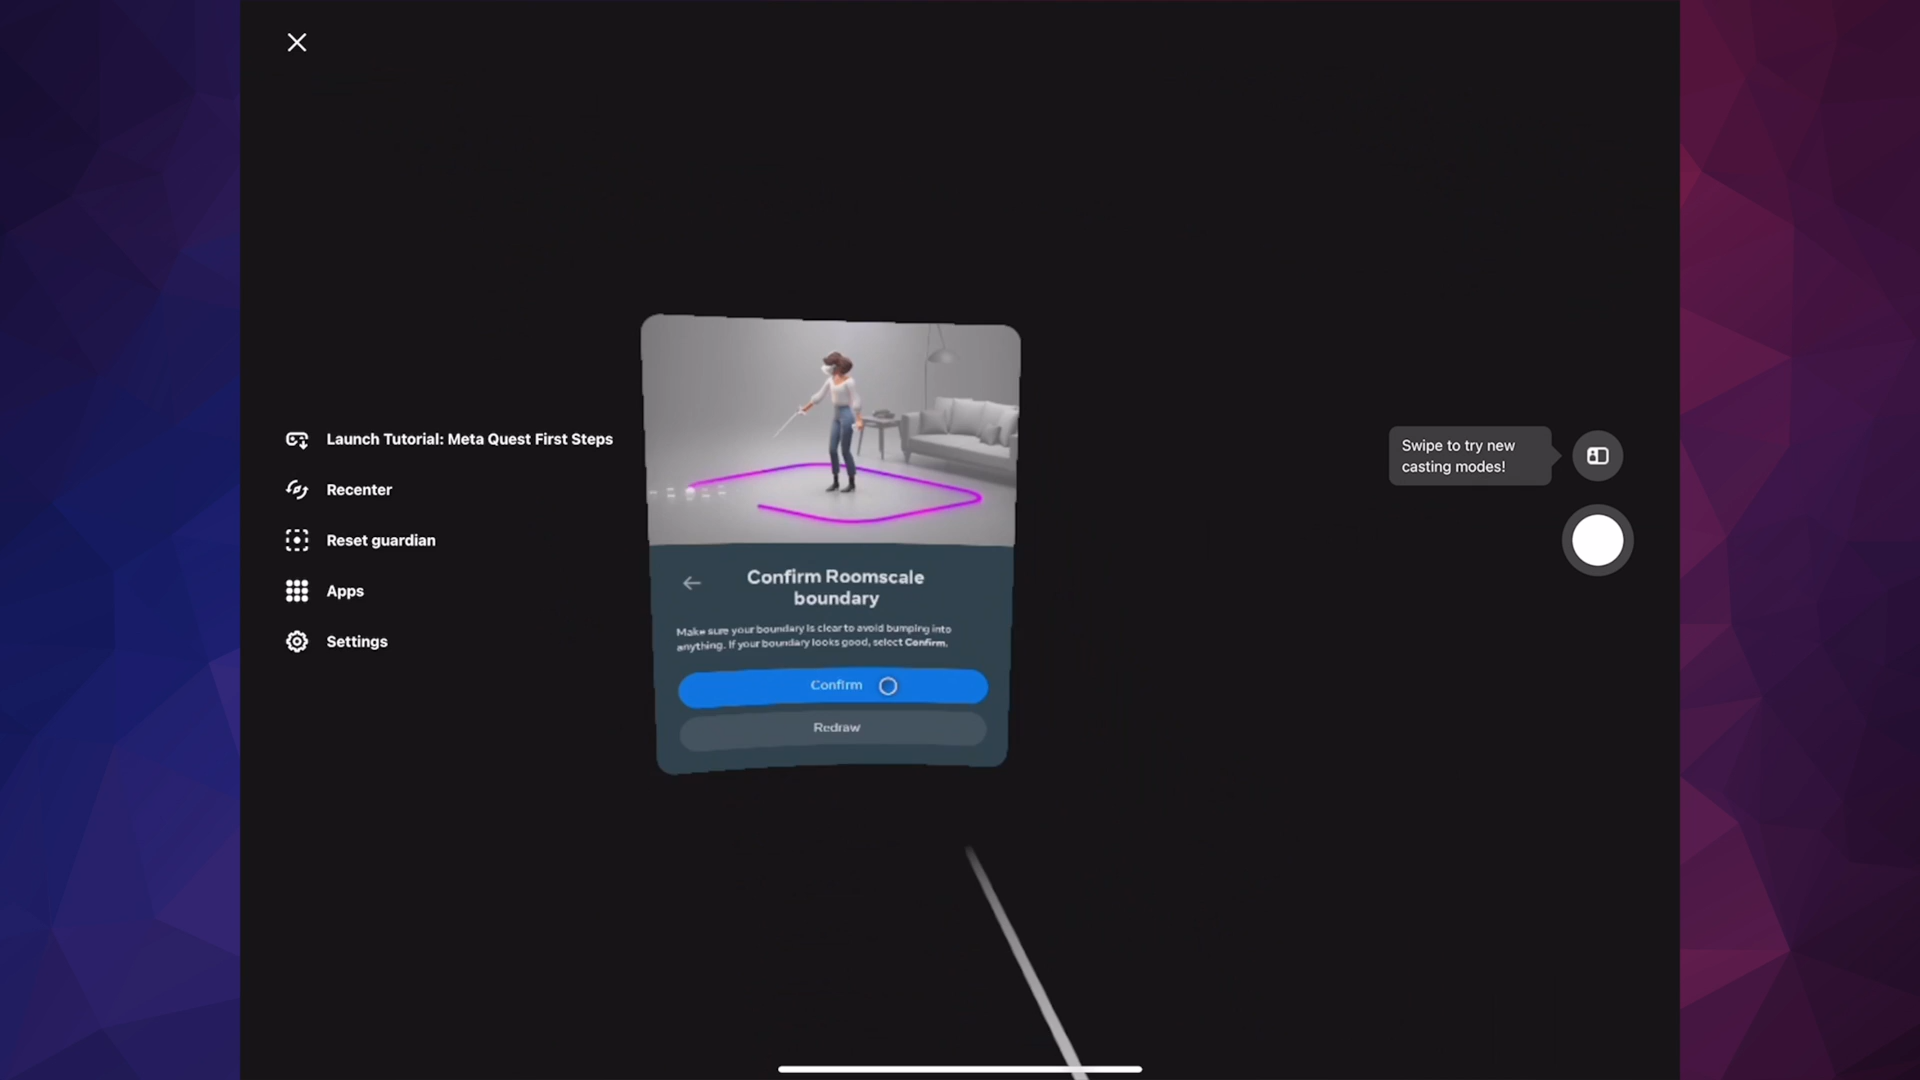 Launch Tutorial: Meta Quest First Steps
Recenter
Reset guardian
Apps
Settings
Confirm Roomscale
boundary
Make sure your boundary is clear to avoid bumping into
anything. If your boundary looks good, select Confirm.
Confirm
Redraw
Swipe to try new
casting modes!